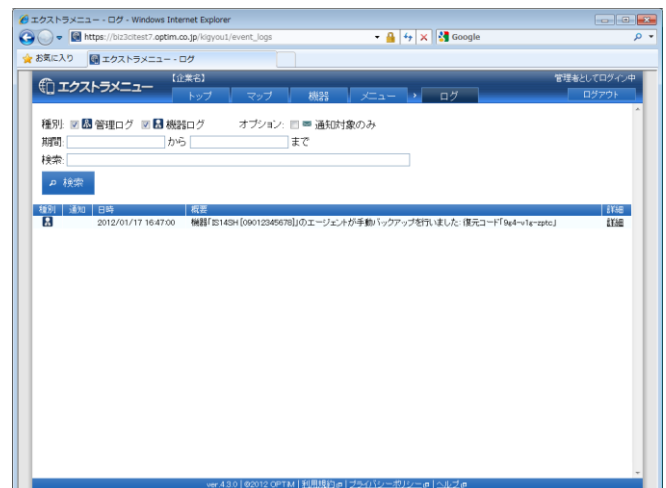 エクストラメニュー - ログ - Windows Internet Explorer
https://biz3citest7.optim.co.jp/kigyou1/event_logs
Google
お気に入り
エクストラメニュー - ログ
エクストラメニュー
【企業名】
管理者としてログイン中
トップ マップ 機器 メニュー ログ
ログアウト
種別: 管理ログ 機器ログ オプション: 通知対象のみ
期間: から まで
検索:
検索
種別 通知 日時 概要 詳細
2012/01/17 16:47:00 機器「IS14SH [09012345678]」のエージェントが手動バックアップを行いました: 復元コード「9g4-v1g-zptc」 詳細
ver.4.3.0 | ©2012 OPTiM | 利用規約 | プライバシーポリシー | ヘルプ